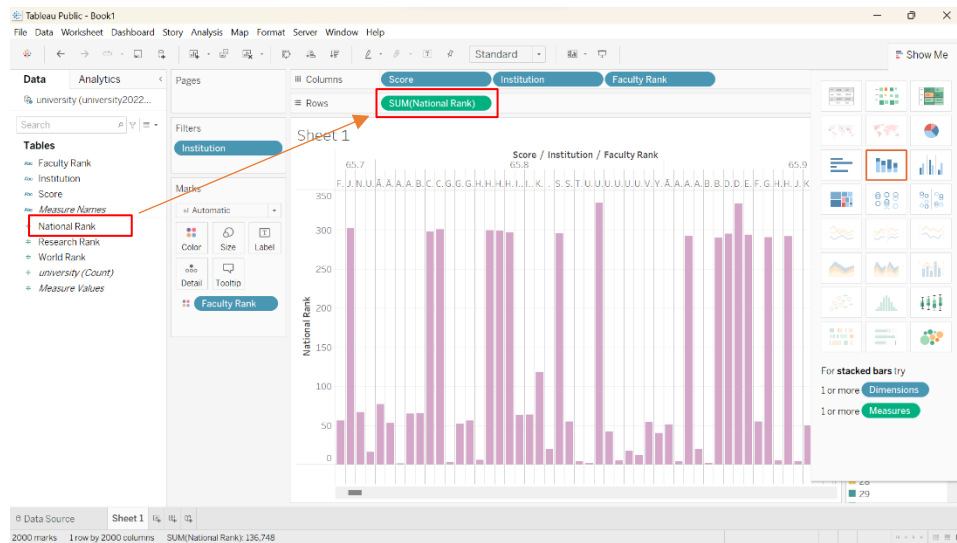 Tableau Public - Book1
File Data Worksheet Dashboard Story Analysis Map Format Server Window Help
Standard
Show Me
Data Analytics
university (university2022...
Search
Tables
Abc Faculty Rank
Abc Institution
Abc Score
Abc Measure Names
National Rank
Research Rank
World Rank
university (Count)
Measure Values
Pages
Filters
Institution
Marks
Automatic
Color Size Label
Detail Tooltip
Faculty Rank
Columns Score Institution Faculty Rank
Rows SUM(National Rank)
Sheet 1
Score / Institution / Faculty Rank
65.7 65.8 65.9
F. J. N. U. Å. Ä. A. A. B. C. C. G. G. G. H. H. H. H. I.. I.. K. . S. S. T. U. U. U. U. U. U. V. Y. Å. A. A. A. B. B. D. D. E. F. G. H. H. J. K
National Rank
350
300
250
200
150
100
50
0
For stacked bars try
1 or more Dimensions
1 or more Measures
28
29
Data Source Sheet 1
2000 marks 1 row by 2000 columns SUM(National Rank): 136,748